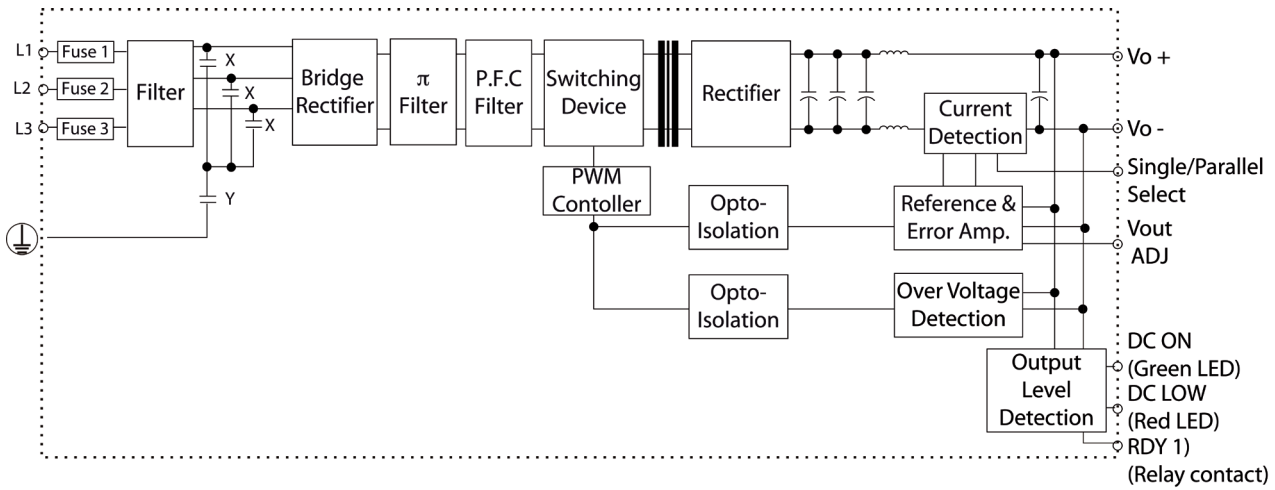 L1
Fuse 1
L2
Fuse 2
L3
Fuse 3
Filter
X
X
X
Y
Bridge
Rectifier
π
Filter
P.F.C
Filter
Switching
Device
Rectifier
PWM
Contoller
Opto-
Isolation
Opto-
Isolation
Current
Detection
Reference &
Error Amp.
Over Voltage
Detection
Output
Level
Detection
Vo +
Vo -
Single/Parallel
Select
Vout
ADJ
DC ON
(Green LED)
DC LOW
(Red LED)
RDY 1)
(Relay contact)